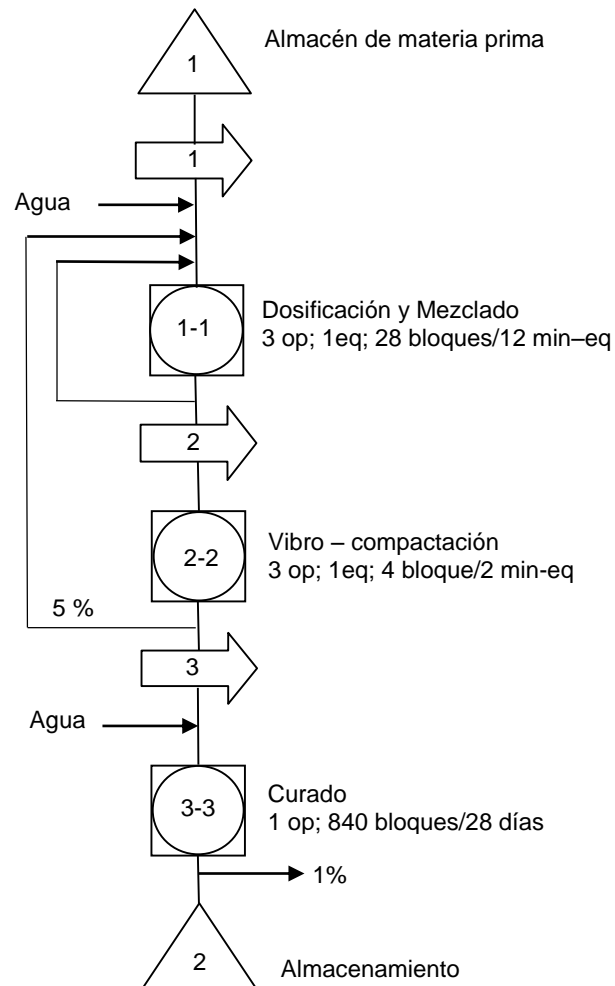 Almacén de materia prima
1
1
Agua
Dosificación y Mezclado
1-1
3 op; 1eq; 28 bloques/12 min–eq
2
Vibro – compactación
2-2
3 op; 1eq; 4 bloque/2 min-eq
5 %
3
Agua
Curado
3-3
1 op; 840 bloques/28 días
1%
2
Almacenamiento